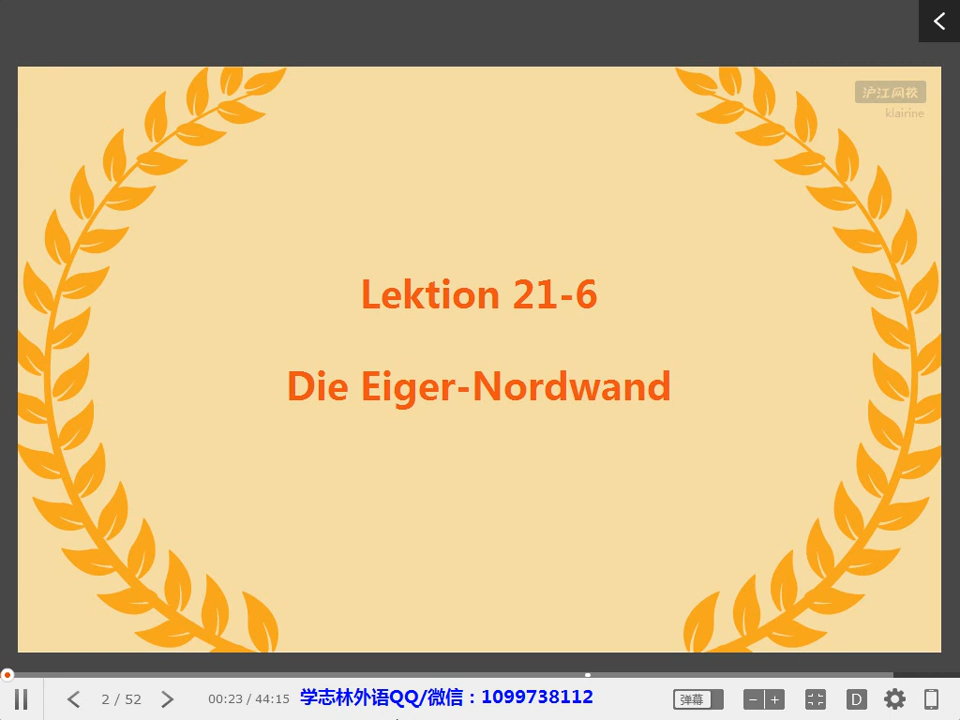 沪江网校
klairine
Lektion 21-6
Die Eiger-Nordwand
2 / 52
00:23 / 44:15
学志林外语QQ/微信：1099738112
弹幕
D